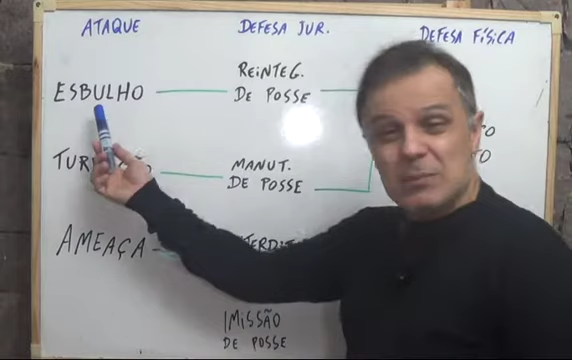 ATAQUE
DEFESA JUR.
DEFESA FÍSICA
ESBULHO
REINTEG.
DE POSSE
MANUT.
DE POSSE
AMEAÇA
IMISSÃO
DE POSSE